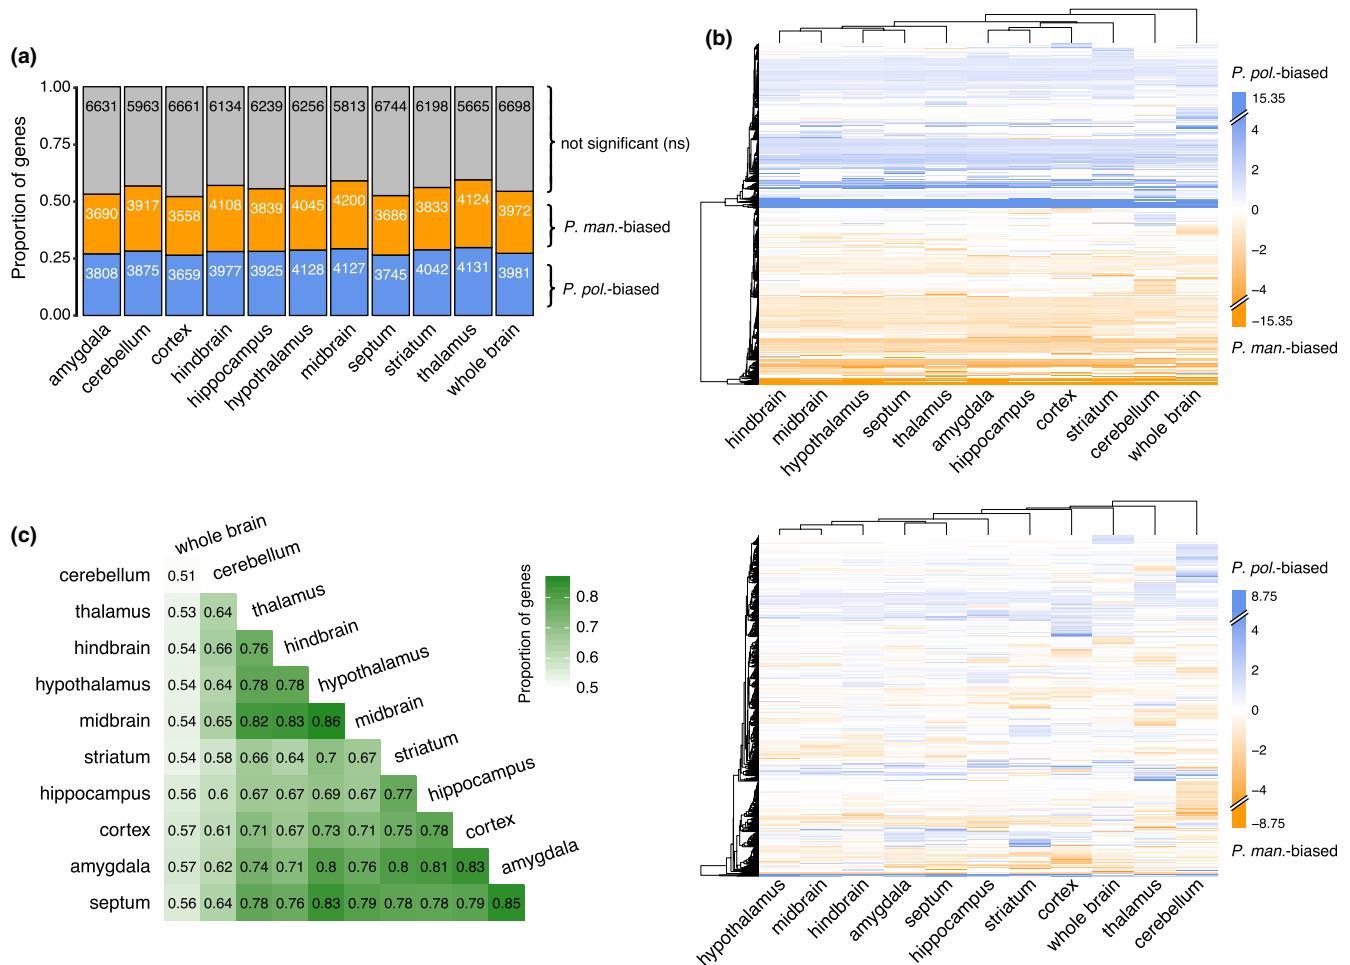 (a)
Proportion of genes
1.00
0.75
0.50
0.25
0.00
6631 5963 6661 6134 6239 6256 5813 6744 6198 5665 6698
3690 3917 3558 4108 3839 4045 4200 3686 3833 4124 3972
3808 3875 3659 3977 3925 4128 4127 3745 4042 4131 3981
not significant (ns)
P. man.-biased
P. pol.-biased
amygdala cerebellum cortex hindbrain hippocampus hypothalamus midbrain septum striatum thalamus whole brain
(b)
P. pol.-biased
15.35
4
2
0
−2
−4
−15.35
P. man.-biased
hindbrain midbrain hypothalamus septum thalamus amygdala hippocampus cortex striatum cerebellum whole brain
P. pol.-biased
8.75
4
2
0
−2
−4
−8.75
P. man.-biased
hypothalamus midbrain hindbrain amygdala septum hippocampus striatum cortex whole brain thalamus cerebellum
(c)
whole brain
cerebellum 0.51 cerebellum
thalamus 0.53 0.64 thalamus
hindbrain 0.54 0.66 0.76 hindbrain
hypothalamus 0.54 0.64 0.78 0.78 hypothalamus
midbrain 0.54 0.65 0.82 0.83 0.86 midbrain
striatum 0.54 0.58 0.66 0.64 0.7 0.67 striatum
hippocampus 0.56 0.6 0.67 0.67 0.69 0.67 0.77 hippocampus
cortex 0.57 0.61 0.71 0.67 0.73 0.71 0.75 0.78 cortex
amygdala 0.57 0.62 0.74 0.71 0.8 0.76 0.8 0.81 0.83 amygdala
septum 0.56 0.64 0.78 0.76 0.83 0.79 0.78 0.78 0.79 0.85
Proportion of genes
0.8
0.7
0.6
0.5